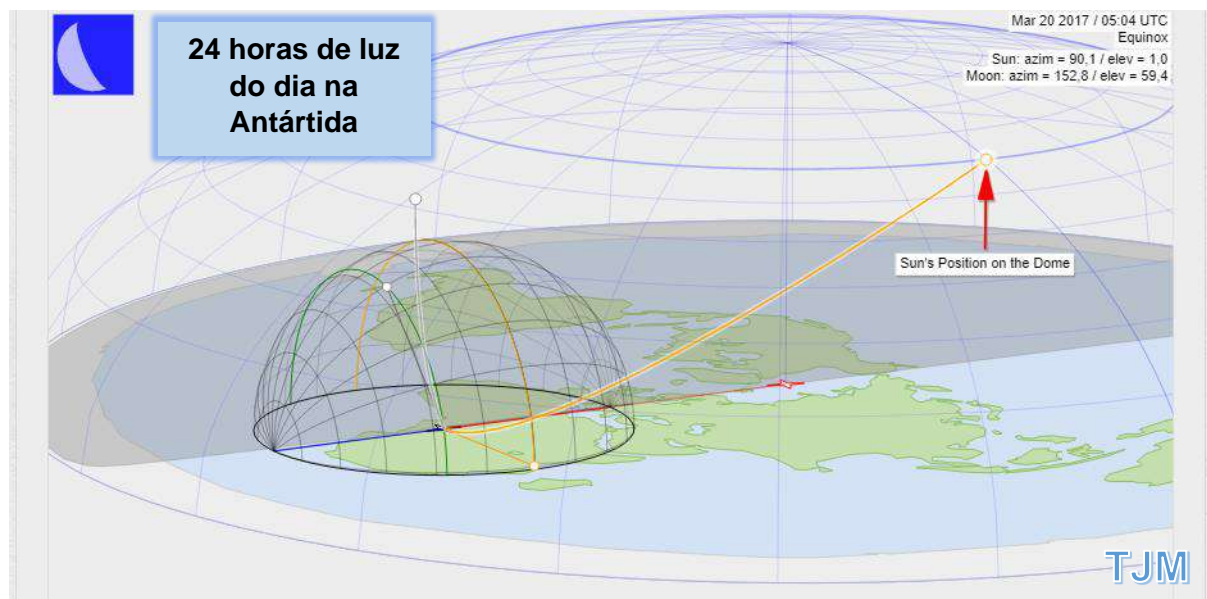 24 horas de luz
do dia na
Antártida
Mar 20 2017 / 05:04 UTC
Equinox
Sun: azim = 90,1 / elev = 1,0
Moon: azim = 152,8 / elev = 59,4
Sun's Position on the Dome
TJM